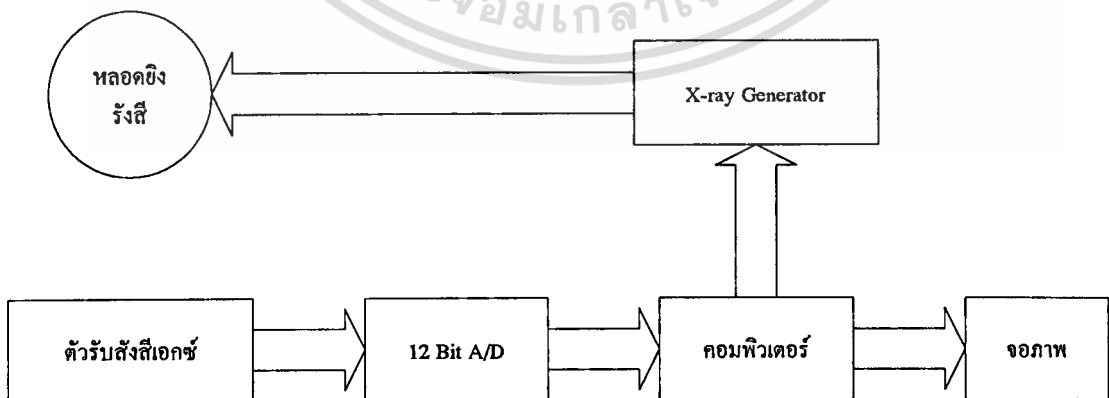 หลอดยิง
รังสี
X-ray Generator
ตัวรับสังสีเอกซ์
12 Bit A/D
คอมพิวเตอร์
จอภาพ